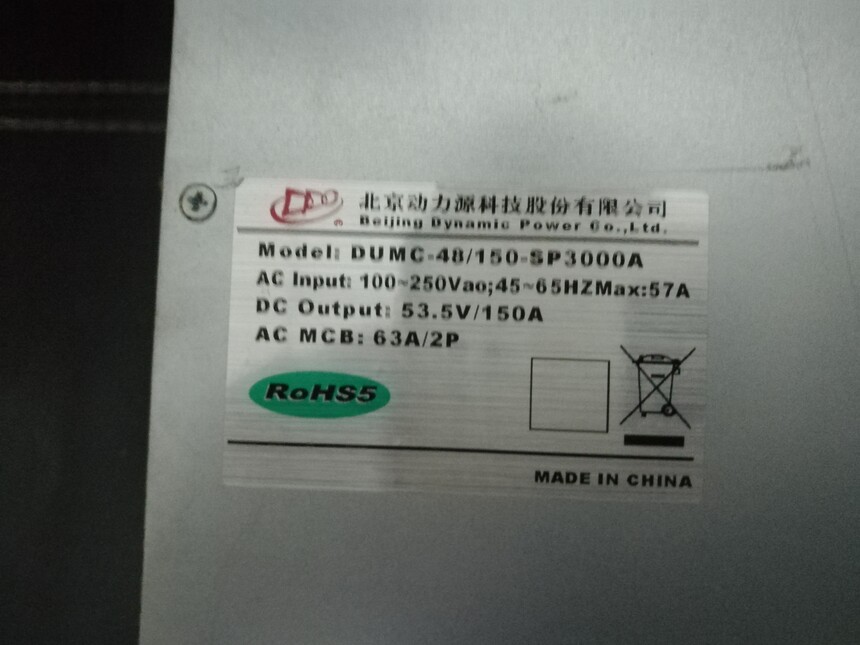 北京动力源科技股份有限公司
Beijing Dynamic Power Co.,Ltd.
Model: DUMC-48/150-SP3000A
AC Input: 100~250Vac;45~65HZMax:57A
DC Output: 53.5V/150A
AC MCB: 63A/2P
RoHS5
MADE IN CHINA